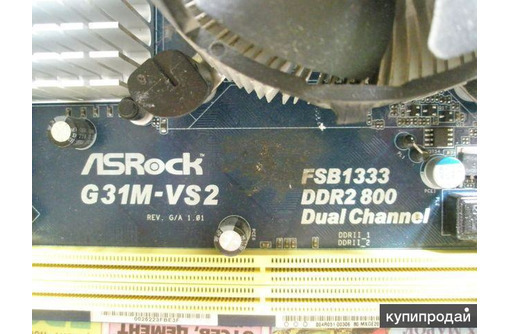 ASRock
G31M-VS2
REV. G/A 1.01
FSB1333
DDR2 800
Dual Channel
DDRII_1
DDRII_2
купипродай